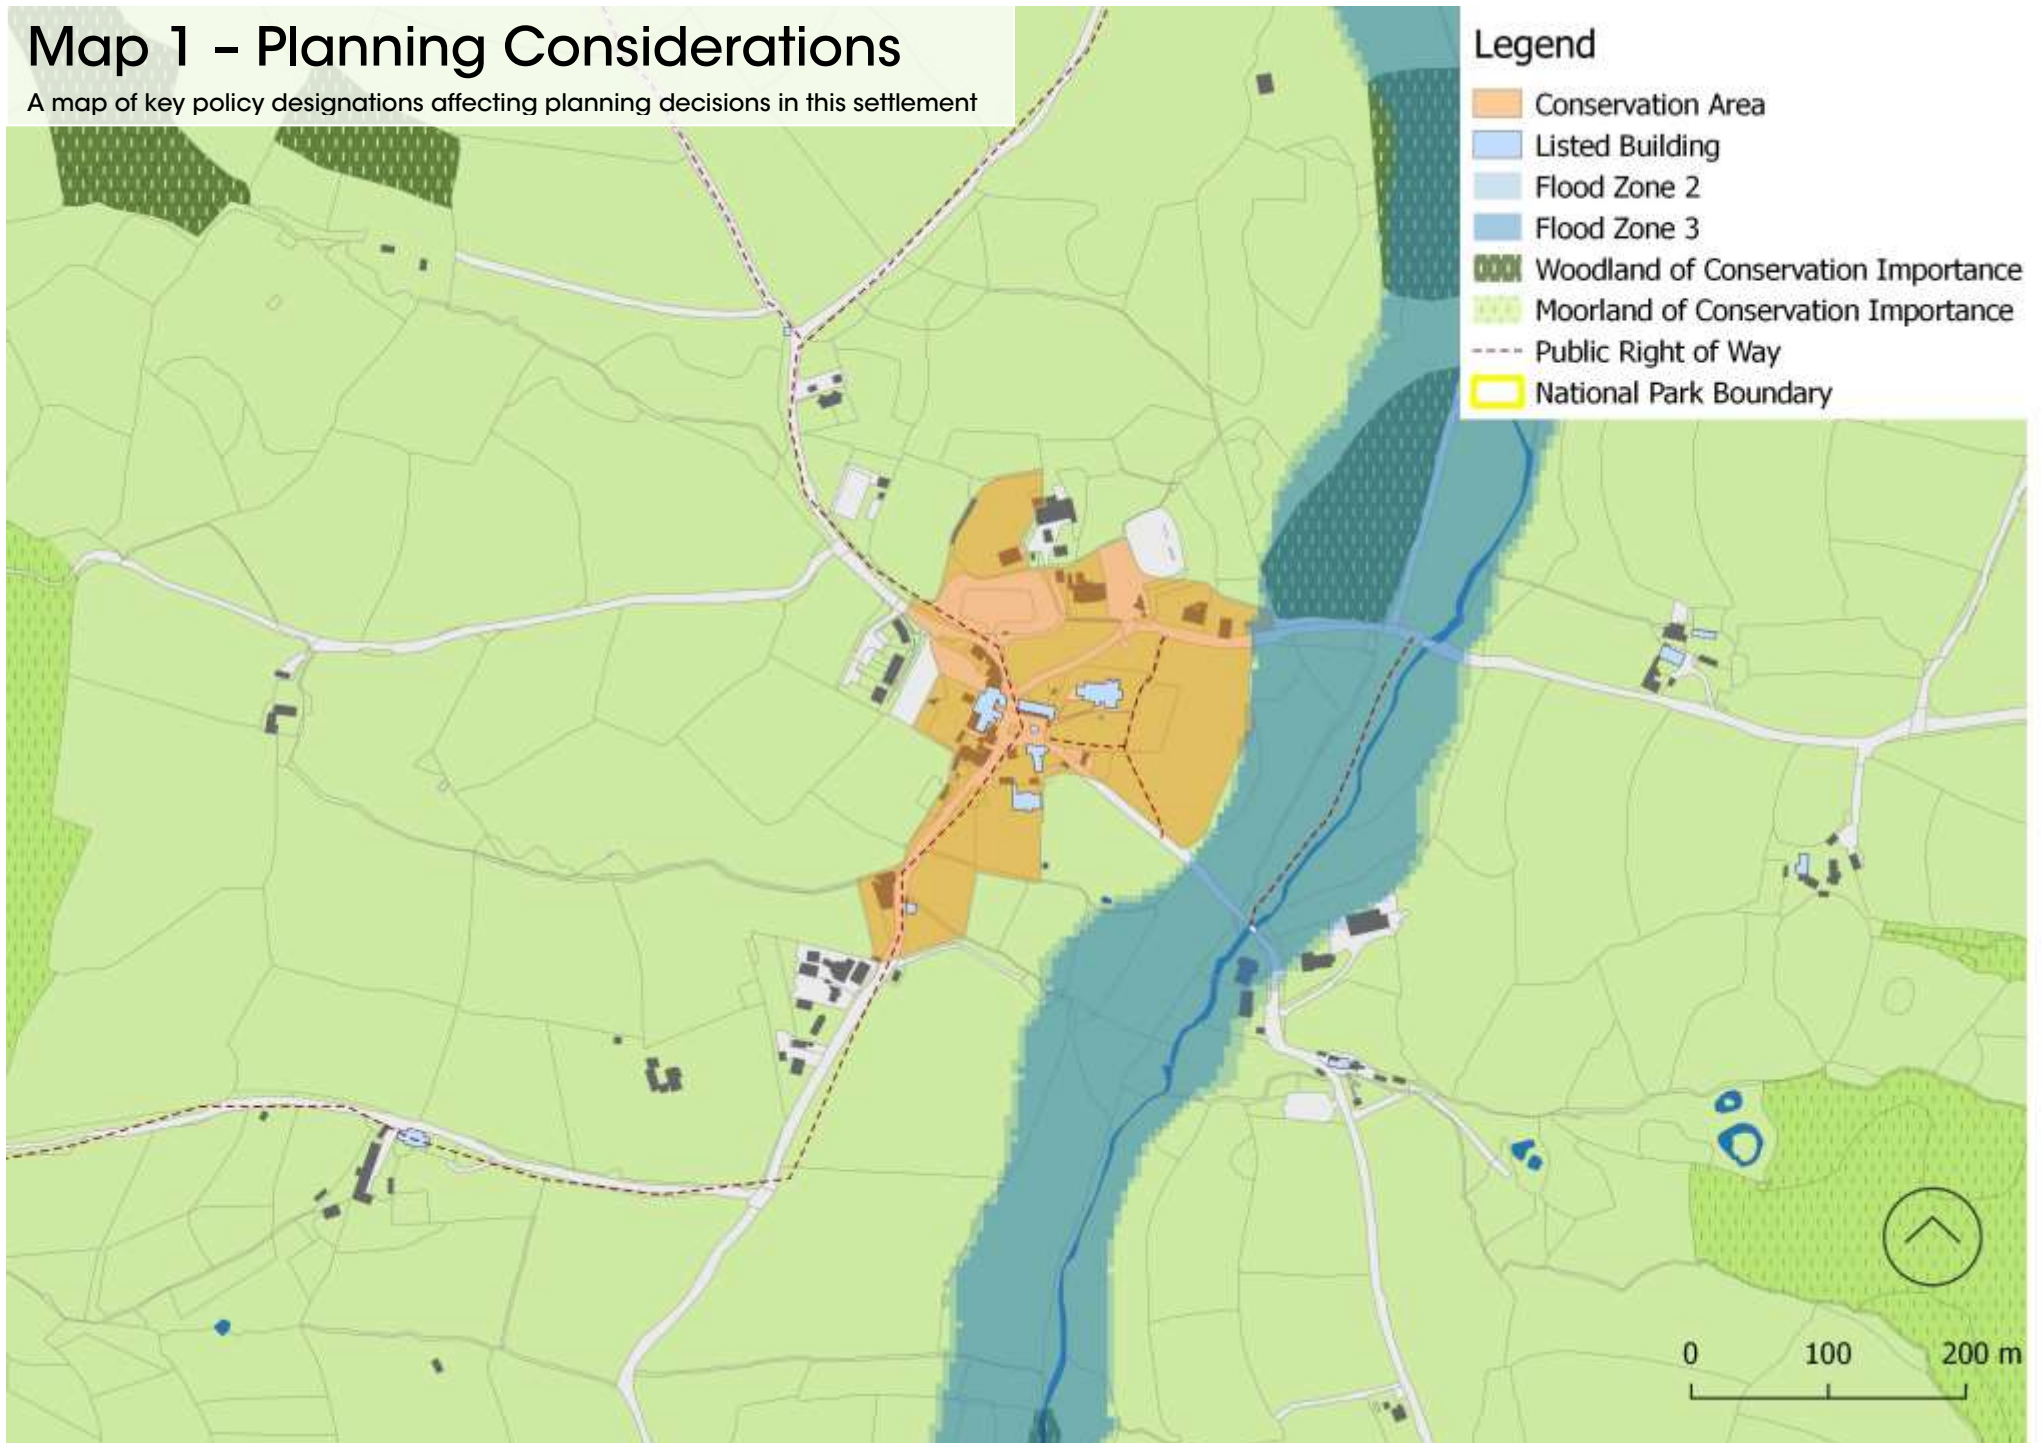 Map 1 – Planning Considerations
A map of key policy designations affecting planning decisions in this settlement
Legend
Conservation Area
Listed Building
Flood Zone 2
Flood Zone 3
Woodland of Conservation Importance
Moorland of Conservation Importance
Public Right of Way
National Park Boundary
0 100 200 m